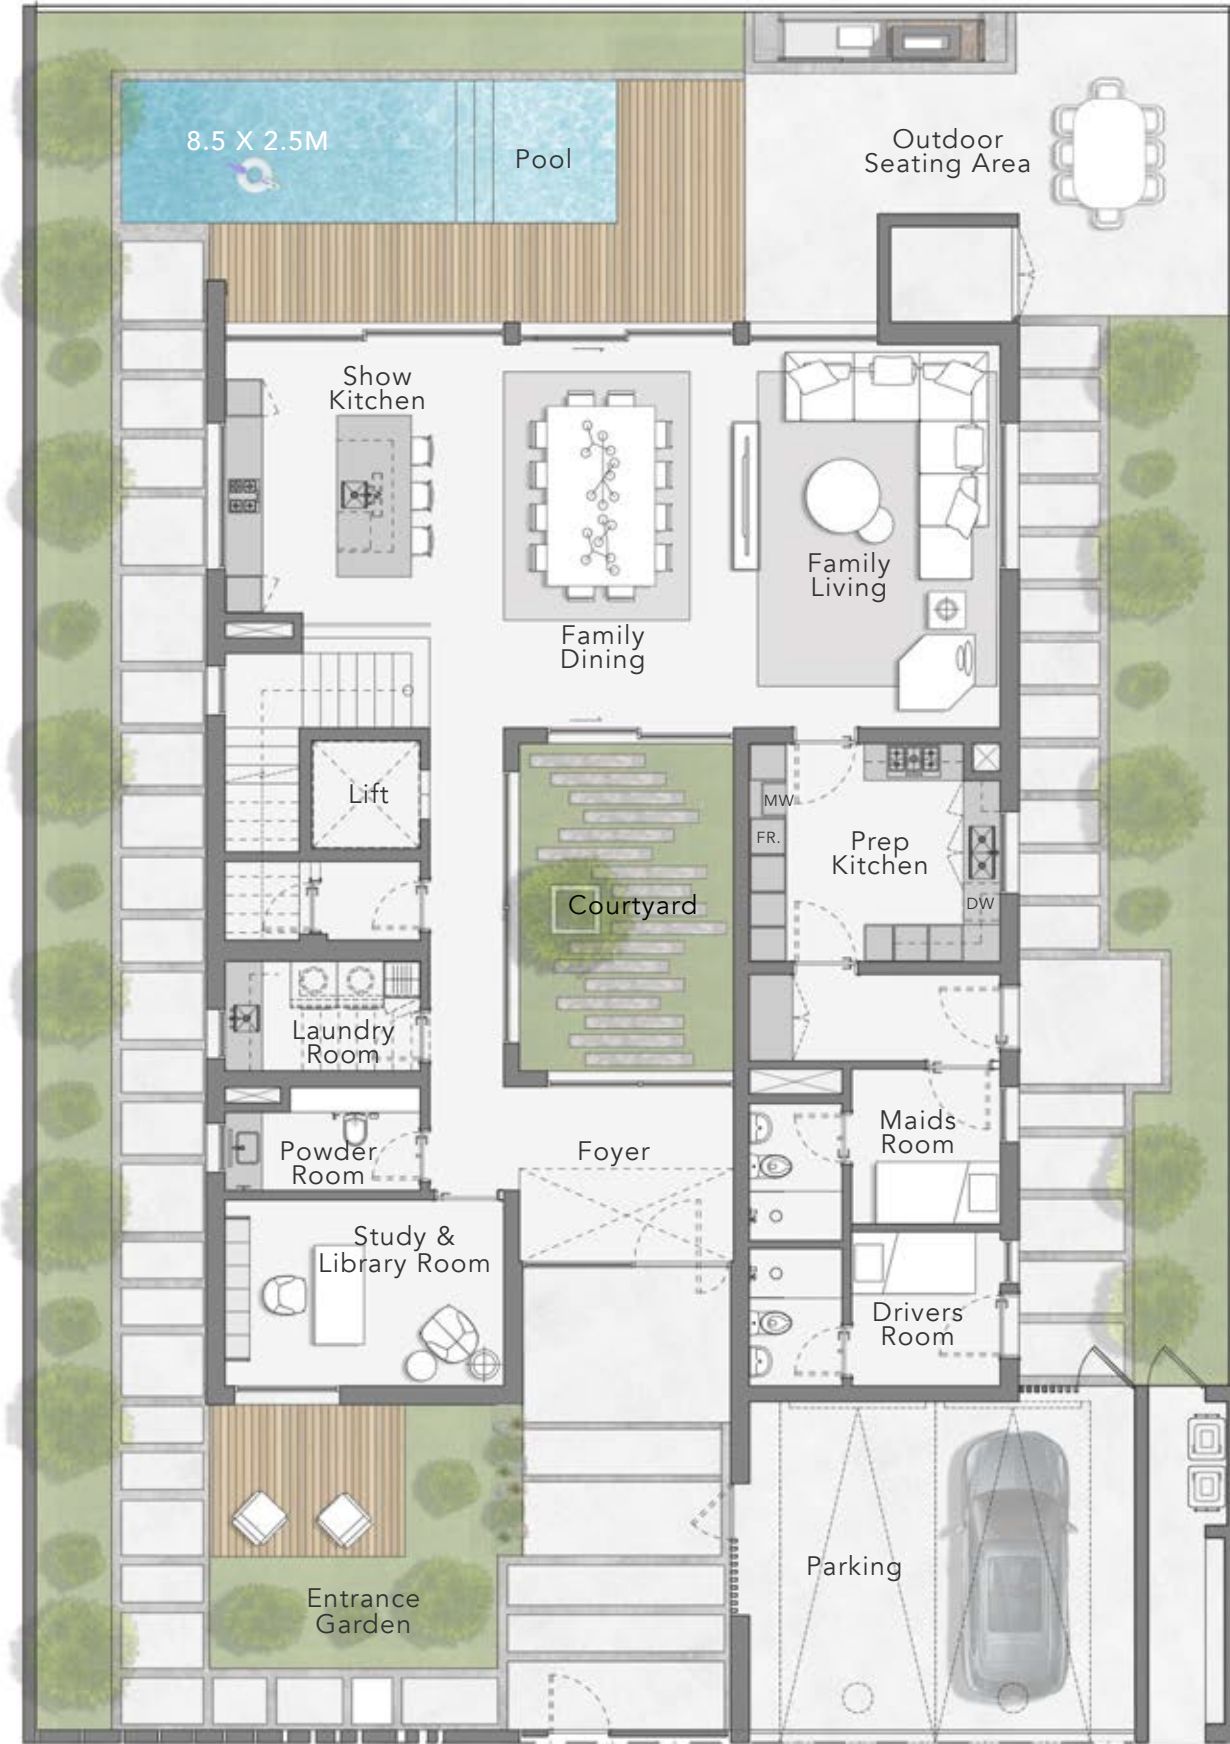 8.5 X 2.5M
Pool
Outdoor
Seating Area
Show
Kitchen
Family
Dining
Family
Living
Lift
MW
FR.
Prep
Kitchen
DW
Courtyard
Laundry
Room
Powder
Room
Foyer
Maids
Room
Study &
Library Room
Drivers
Room
Parking
Entrance
Garden